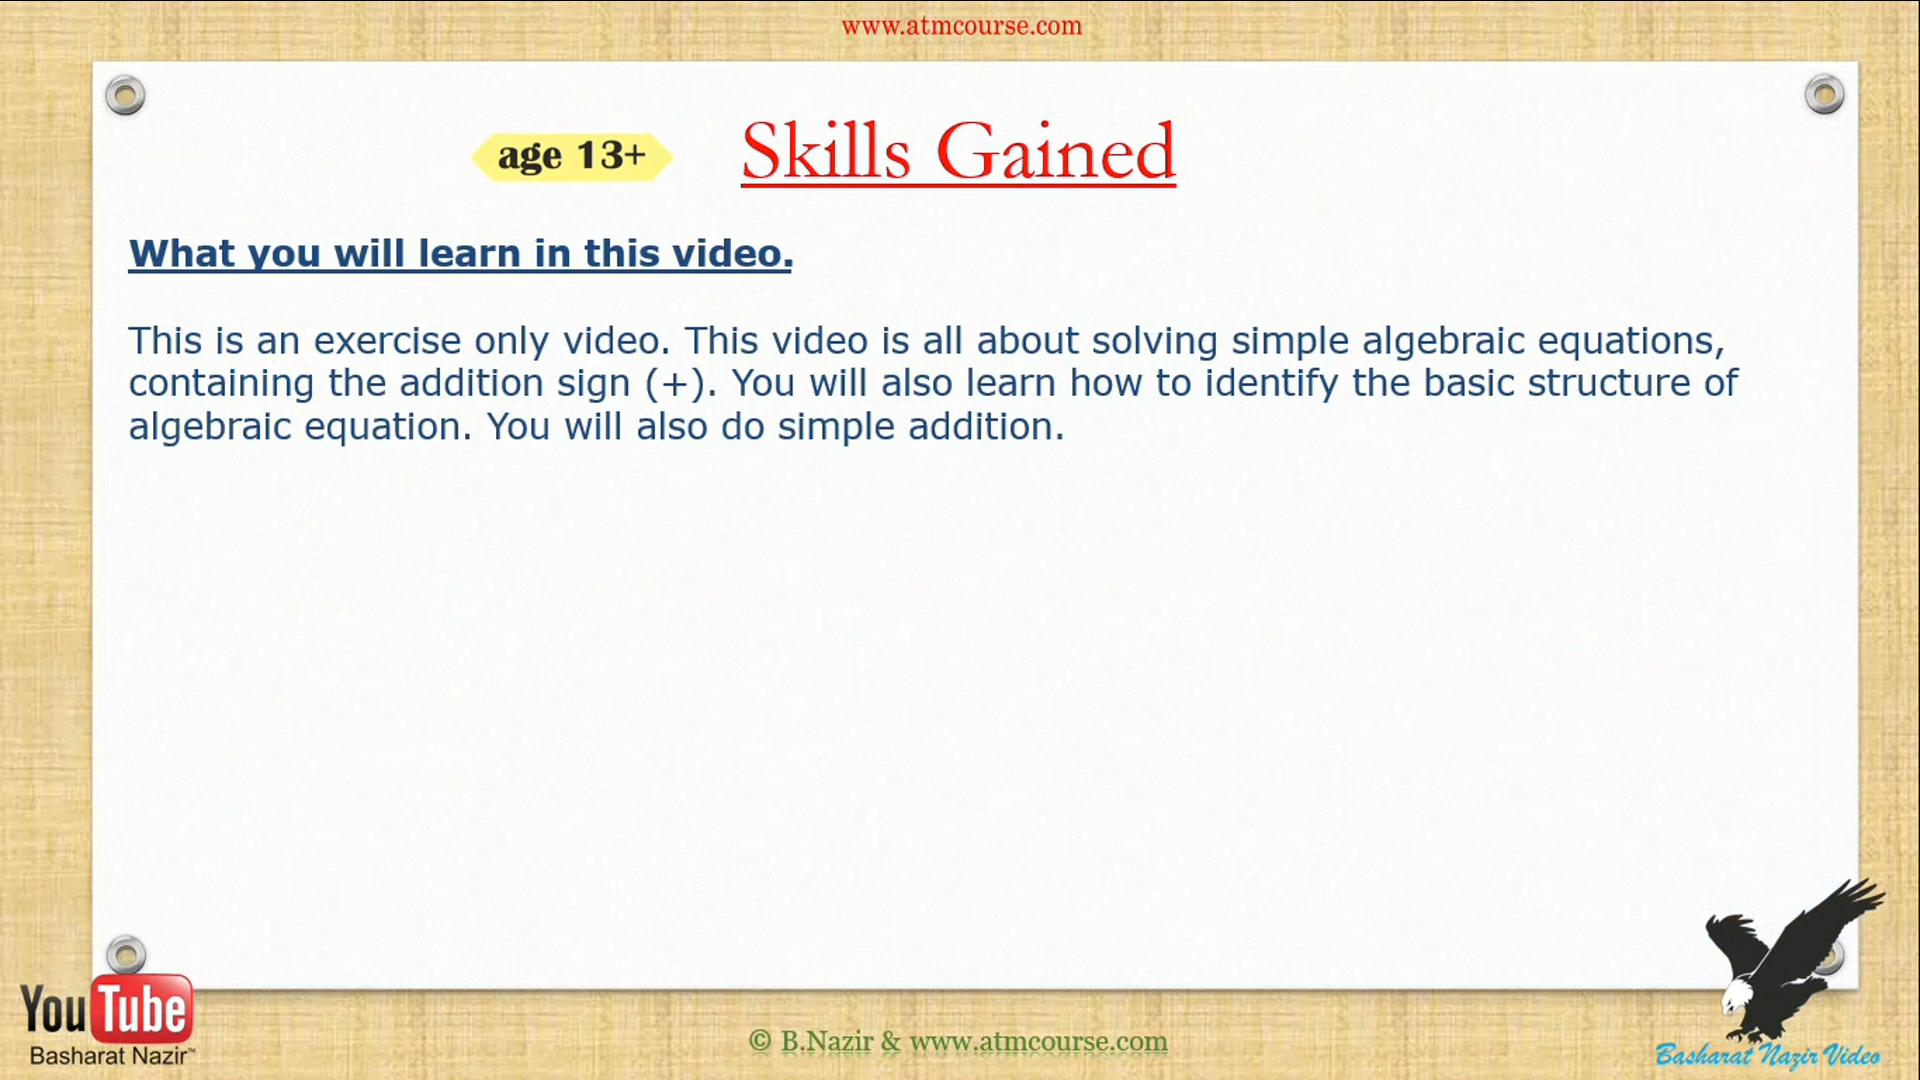 www.atmcourse.com
age 13+
Skills Gained
What you will learn in this video.
This is an exercise only video. This video is all about solving simple algebraic equations,
containing the addition sign (+). You will also learn how to identify the basic structure of
algebraic equation. You will also do simple addition.
YouTube
Basharat Nazir™
© B.Nazir & www.atmcourse.com
Basharat Nazir Video